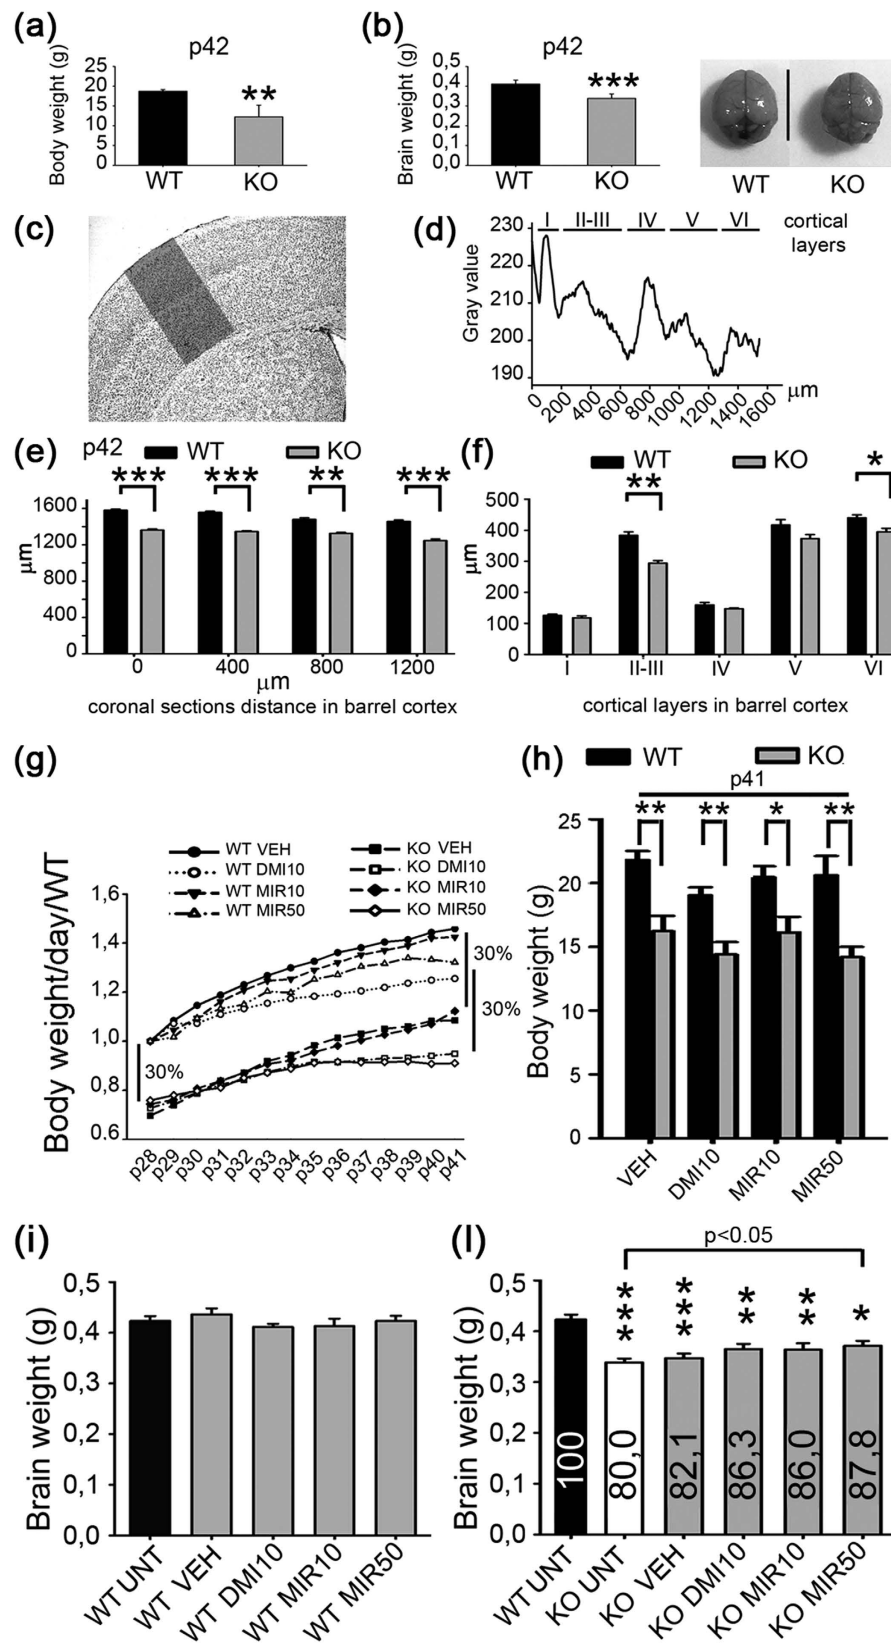 (a)
p42
Body weight (g)
25
20
15
10
5
0
**
WT
KO
(b)
p42
Brain weight (g)
0,5
0,4
0,3
0,2
0,1
0,0
***
WT
KO
WT
KO
(c)
(d)
I II-III IV V VI
cortical
layers
Gray value
230
220
210
200
190
0
200
400
600
800
1000
1200
1400
1600
µm
(e)
p42
WT
KO
*** *** ** ***
µm
1600
1400
1200
800
400
0
0 400 800 1200
µm
coronal sections distance in barrel cortex
(f)
WT
KO
** *
µm
500
400
300
200
100
0
I II-III IV V VI
cortical layers in barrel cortex
(g)
WT VEH
WT DMI10
WT MIR10
WT MIR50
KO VEH
KO DMI10
KO MIR10
KO MIR50
Body weight/day/WT
1,6
1,4
1,2
1,0
0,8
0.6
30%
30%
30%
p28 p29 p30 p31 p32 p33 p34 p35 p36 p37 p38 p39 p40 p41
(h)
WT
KO.
p41
** ** * **
Body weight (g)
25
20
15
10
5
0
VEH DMI10 MIR10 MIR50
(i)
Brain weight (g)
0,5
0,4
0,3
0,2
0,1
0,0
WT UNT WT VEH WT DMI10 WT MIR10 WT MIR50
(l)
p<0.05
*** *** ** ** *
Brain weight (g)
0,5
0,4
0,3
0,2
0,1
0,0
100 80,0 82,1 86,3 86,0 87,8
WT UNT KO UNT KO VEH KO DMI10 KO MIR10 KO MIR50